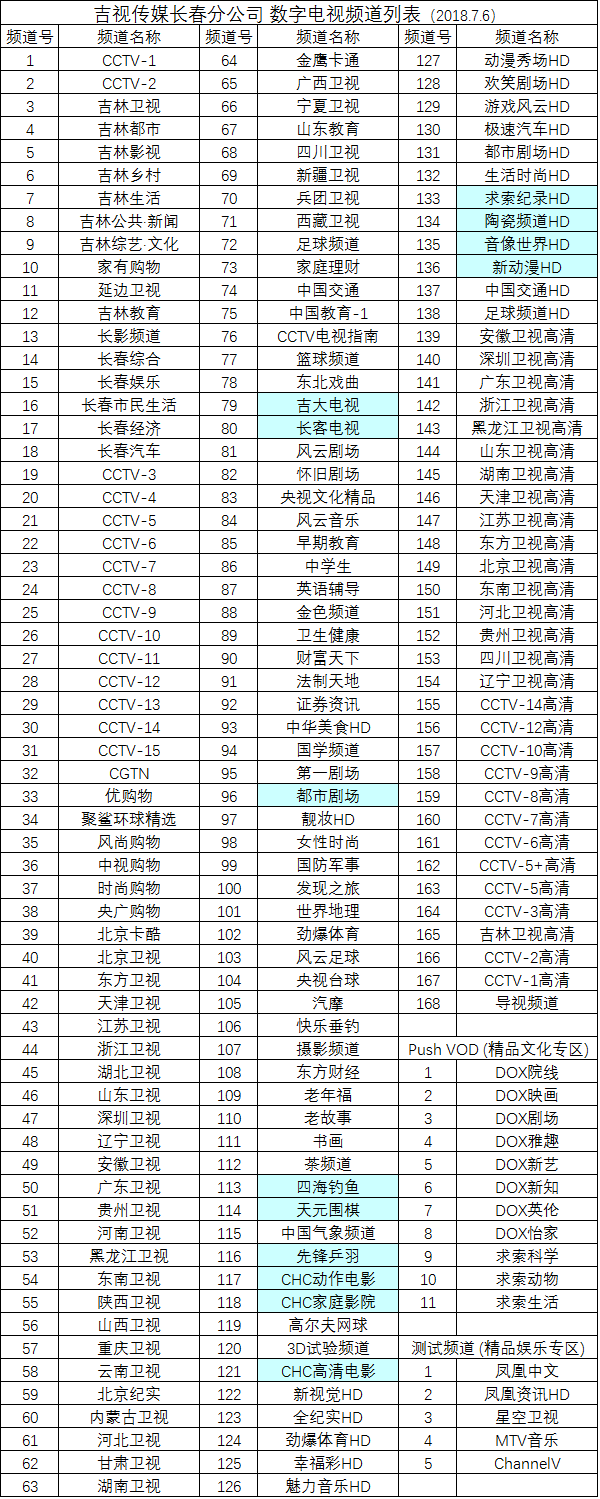 吉视传媒长春分公司 数字电视频道列表（2018.7.6）
频道号 频道名称 频道号 频道名称 频道号 频道名称
1 CCTV-1 64 金鹰卡通 127 动漫秀场HD
2 CCTV-2 65 广西卫视 128 欢笑剧场HD
3 吉林卫视 66 宁夏卫视 129 游戏风云HD
4 吉林都市 67 山东教育 130 极速汽车HD
5 吉林影视 68 四川卫视 131 都市剧场HD
6 吉林乡村 69 新疆卫视 132 生活时尚HD
7 吉林生活 70 兵团卫视 133 求索纪录HD
8 吉林公共·新闻 71 西藏卫视 134 陶瓷频道HD
9 吉林综艺·文化 72 足球频道 135 音像世界HD
10 家有购物 73 家庭理财 136 新动漫HD
11 延边卫视 74 中国交通 137 中国交通HD
12 吉林教育 75 中国教育-1 138 足球频道HD
13 长影频道 76 CCTV电视指南 139 安徽卫视高清
14 长春综合 77 篮球频道 140 深圳卫视高清
15 长春娱乐 78 东北戏曲 141 广东卫视高清
16 长春市民生活 79 吉大电视 142 浙江卫视高清
17 长春经济 80 长客电视 143 黑龙江卫视高清
18 长春汽车 81 风云剧场 144 山东卫视高清
19 CCTV-3 82 怀旧剧场 145 湖南卫视高清
20 CCTV-4 83 央视文化精品 146 天津卫视高清
21 CCTV-5 84 风云音乐 147 江苏卫视高清
22 CCTV-6 85 早期教育 148 东方卫视高清
23 CCTV-7 86 中学生 149 北京卫视高清
24 CCTV-8 87 英语辅导 150 东南卫视高清
25 CCTV-9 88 金色频道 151 河北卫视高清
26 CCTV-10 89 卫生健康 152 贵州卫视高清
27 CCTV-11 90 财富天下 153 四川卫视高清
28 CCTV-12 91 法制天地 154 辽宁卫视高清
29 CCTV-13 92 证券资讯 155 CCTV-14高清
30 CCTV-14 93 中华美食HD 156 CCTV-12高清
31 CCTV-15 94 国学频道 157 CCTV-10高清
32 CGTN 95 第一剧场 158 CCTV-9高清
33 优购物 96 都市剧场 159 CCTV-8高清
34 聚鲨环球精选 97 靓妆HD 160 CCTV-7高清
35 风尚购物 98 女性时尚 161 CCTV-6高清
36 中视购物 99 国防军事 162 CCTV-5+高清
37 时尚购物 100 发现之旅 163 CCTV-5高清
38 央广购物 101 世界地理 164 CCTV-3高清
39 北京卡酷 102 劲爆体育 165 吉林卫视高清
40 北京卫视 103 风云足球 166 CCTV-2高清
41 东方卫视 104 央视台球 167 CCTV-1高清
42 天津卫视 105 汽摩 168 导视频道
43 江苏卫视 106 快乐垂钓
44 浙江卫视 107 摄影频道 Push VOD (精品文化专区)
45 湖北卫视 108 东方财经 1 DOX院线
46 山东卫视 109 老年福 2 DOX映画
47 深圳卫视 110 老故事 3 DOX剧场
48 辽宁卫视 111 书画 4 DOX雅趣
49 安徽卫视 112 茶频道 5 DOX新艺
50 广东卫视 113 四海钓鱼 6 DOX新知
51 贵州卫视 114 天元围棋 7 DOX英伦
52 河南卫视 115 中国气象频道 8 DOX怡家
53 黑龙江卫视 116 先锋乒羽 9 求索科学
54 东南卫视 117 CHC动作电影 10 求索动物
55 陕西卫视 118 CHC家庭影院 11 求索生活
56 山西卫视 119 高尔夫网球
57 重庆卫视 120 3D试验频道 测试频道 (精品娱乐专区)
58 云南卫视 121 CHC高清电影 1 凤凰中文
59 北京纪实 122 新视觉HD 2 凤凰资讯HD
60 内蒙古卫视 123 全纪实HD 3 星空卫视
61 河北卫视 124 劲爆体育HD 4 MTV音乐
62 甘肃卫视 125 幸福彩HD 5 ChannelV
63 湖南卫视 126 魅力音乐HD